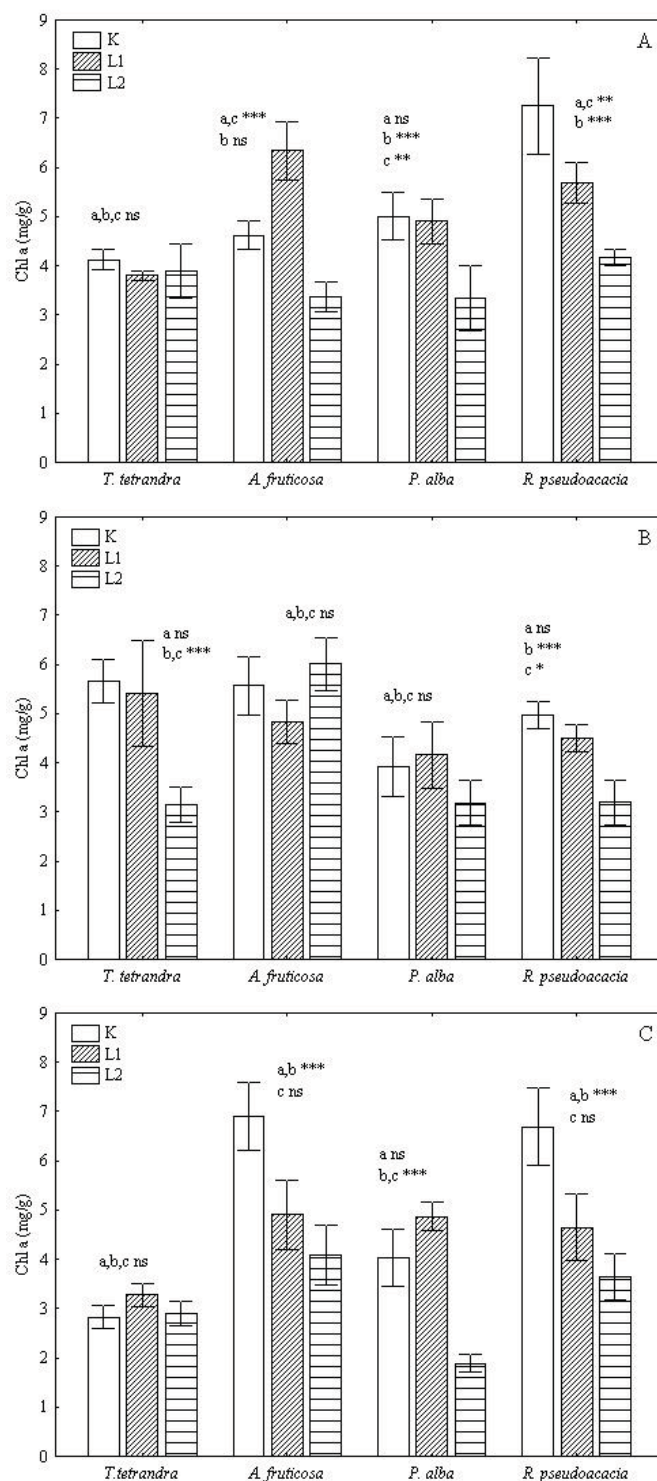 A
K
L1
L2
Chl a (mg/g)
9
8
7
6
5
4
3
2
1
0
a,b,c ns
a,c ***
b ns
a ns
b ***
c **
a,c **
b ***
T. tetrandra A. fruticosa P. alba R. pseudoacacia
B
K
L1
L2
Chl a (mg/g)
9
8
7
6
5
4
3
2
1
0
a ns
b,c ***
a,b,c ns
a,b,c ns
a ns
b ***
c *
T. tetrandra A. fruticosa P. alba R. pseudoacacia
C
K
L1
L2
Chl a (mg/g)
9
8
7
6
5
4
3
2
1
0
a,b,c ns
a,b ***
c ns
a ns
b,c ***
a,b ***
c ns
T.tetrandra A. fruticosa P. alba R. pseudoacacia